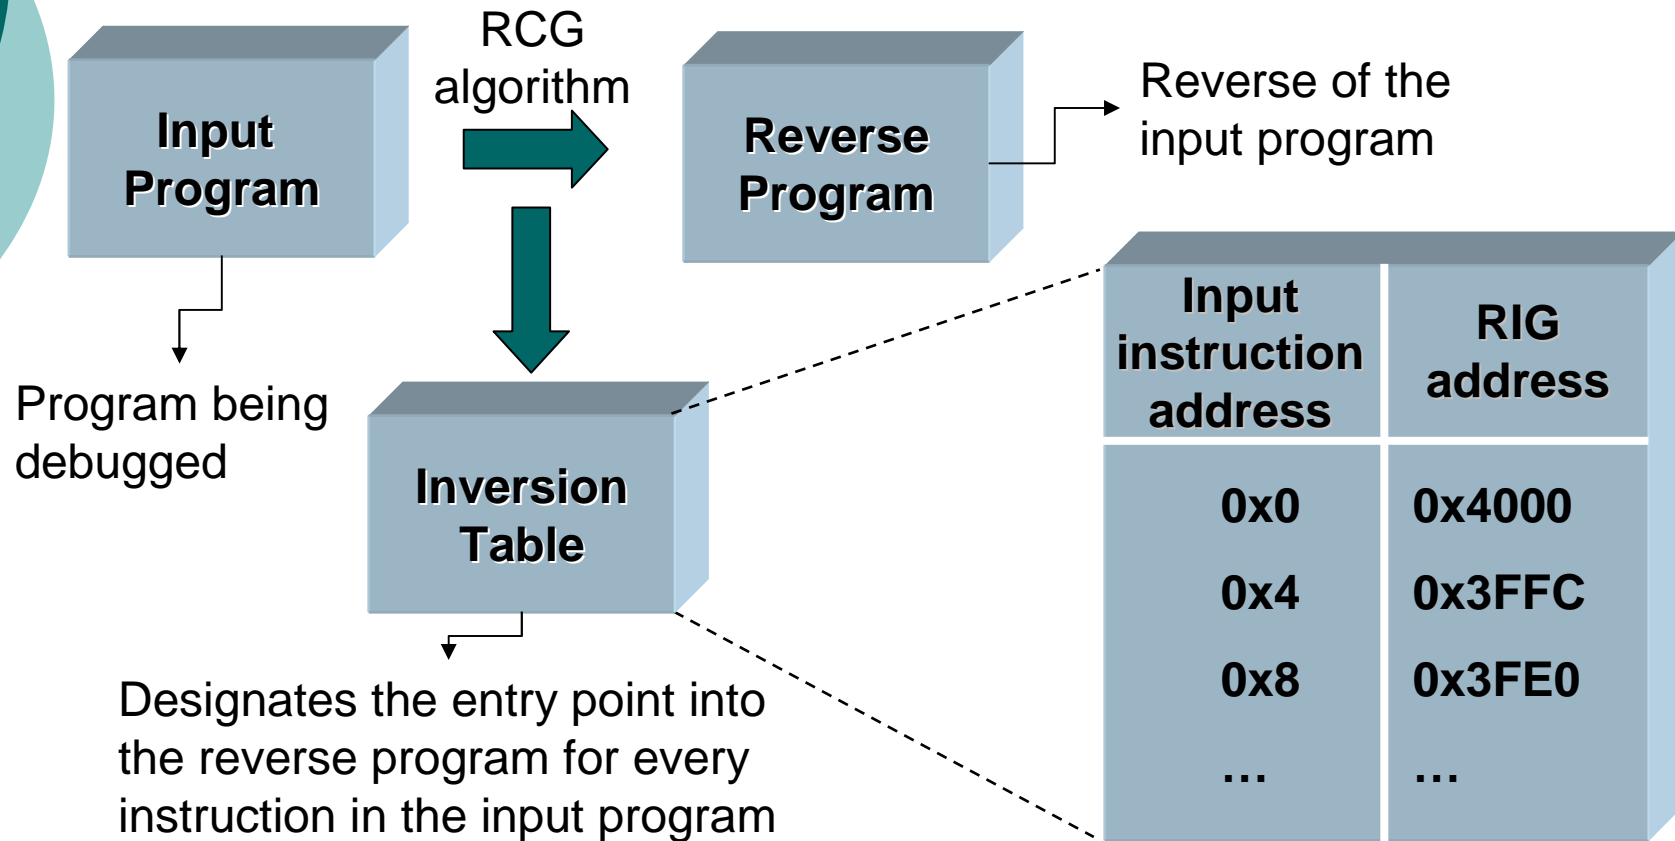 RCG
algorithm
Input
Program
Reverse
Program
Reverse of the
input program
Program being
debugged
Inversion
Table
Designates the entry point into
the reverse program for every
instruction in the input program
Input
instruction
address
RIG
address
0x0 0x4000
0x4 0x3FFC
0x8 0x3FE0
… …